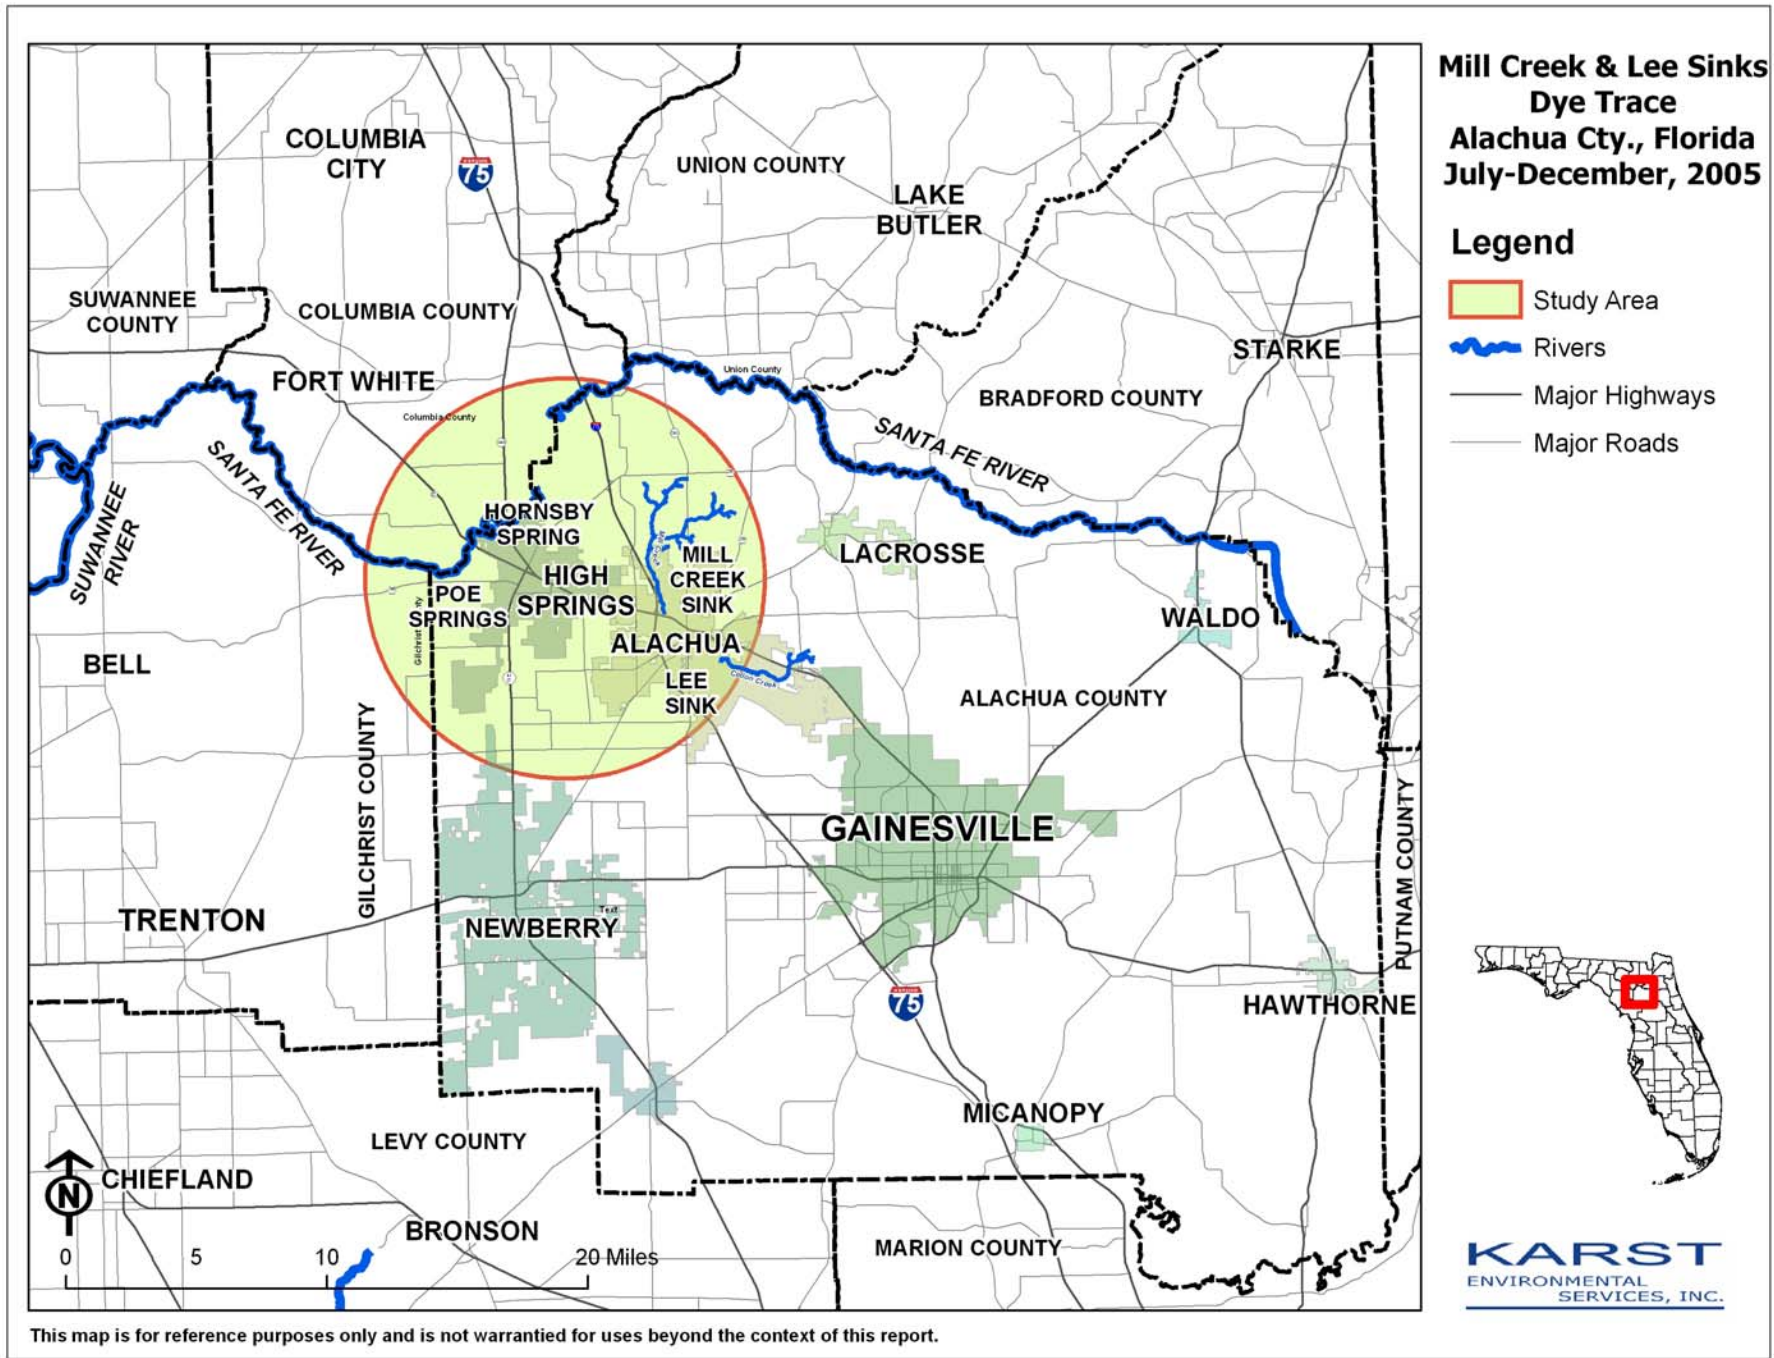 Mill Creek & Lee Sinks
Dye Trace
Alachua Cty., Florida
July-December, 2005
Legend
Study Area
Rivers
Major Highways
Major Roads
COLUMBIA
CITY
75
UNION COUNTY
LAKE
BUTLER
SUWANNEE
COUNTY
COLUMBIA COUNTY
STARKE
FORT WHITE
Union County
BRADFORD COUNTY
Columbia County
SANTA FE RIVER
SANTA FE RIVER
SUWANNEE
RIVER
HORNSBY
SPRING
Mill Creek
MILL
CREEK
SINK
LACROSSE
HIGH
SPRINGS
POE
SPRINGS
WALDO
ALACHUA
BELL
LEE
SINK
Cellon Creek
ALACHUA COUNTY
GILCHRIST COUNTY
GAINESVILLE
PUTNAM COUNTY
TRENTON
Text
NEWBERRY
75
HAWTHORNE
MICANOPY
LEVY COUNTY
N
CHIEFLAND
BRONSON
MARION COUNTY
0 5 10 20 Miles
KARST
ENVIRONMENTAL
SERVICES, INC.
This map is for reference purposes only and is not warrantied for uses beyond the context of this report.